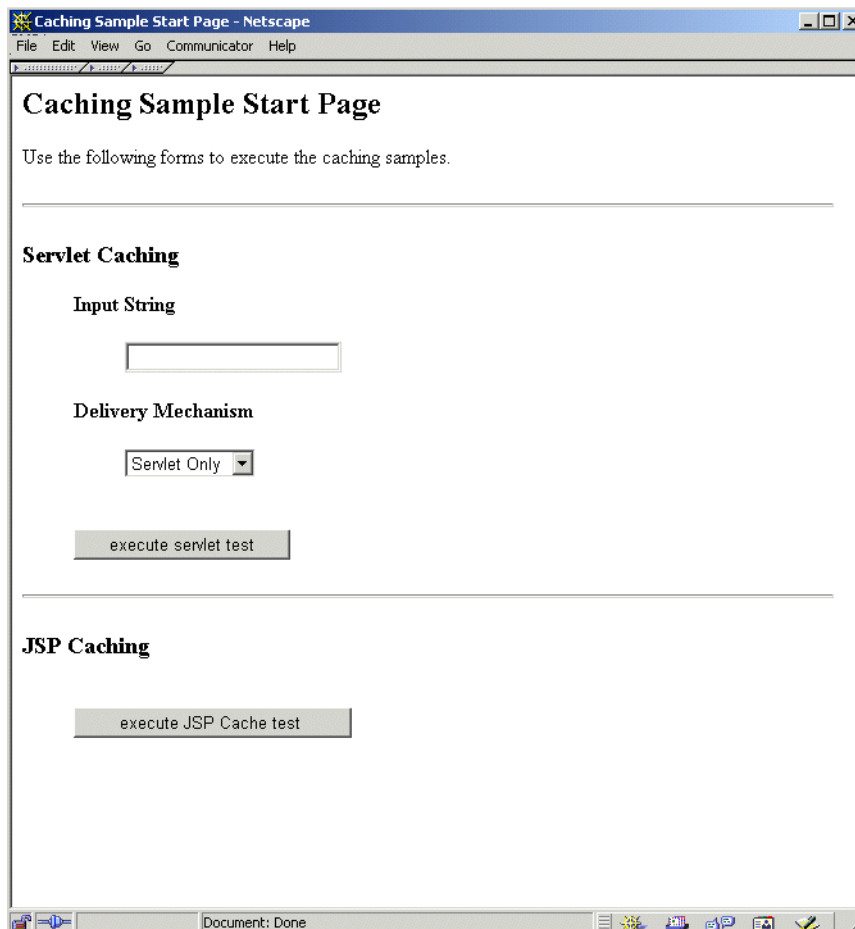 Caching Sample Start Page - Netscape
File Edit View Go Communicator Help
Caching Sample Start Page
Use the following forms to execute the caching samples.
Servlet Caching
Input String
Delivery Mechanism
Servlet Only
execute servlet test
JSP Caching
execute JSP Cache test
Document: Done